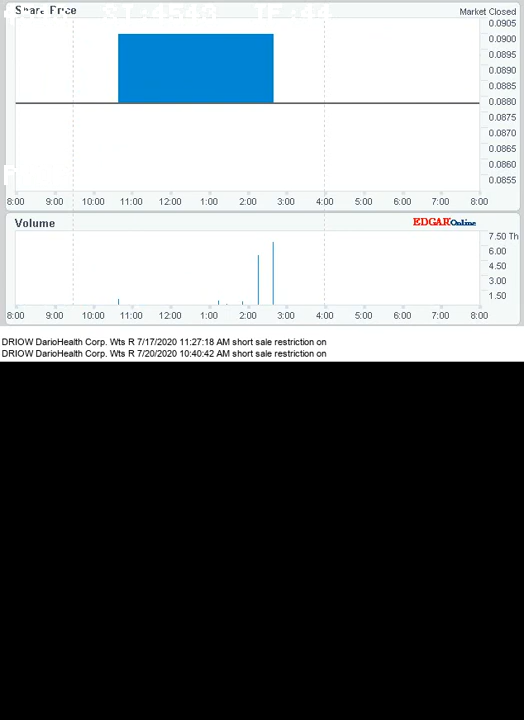 Share Price
Market Closed
0.0905
0.0900
0.0895
0.0890
0.0885
0.0880
0.0875
0.0870
0.0865
0.0860
0.0855
8:00 9:00 10:00 11:00 12:00 1:00 2:00 3:00 4:00 5:00 6:00 7:00 8:00
Volume
EDGAROnline
7.50 Th
6.00
4.50
3.00
1.50
8:00 9:00 10:00 11:00 12:00 1:00 2:00 3:00 4:00 5:00 6:00 7:00 8:00
DRIOW DarioHealth Corp. Wts R 7/17/2020 11:27:18 AM short sale restriction on
DRIOW DarioHealth Corp. Wts R 7/20/2020 10:40:42 AM short sale restriction on